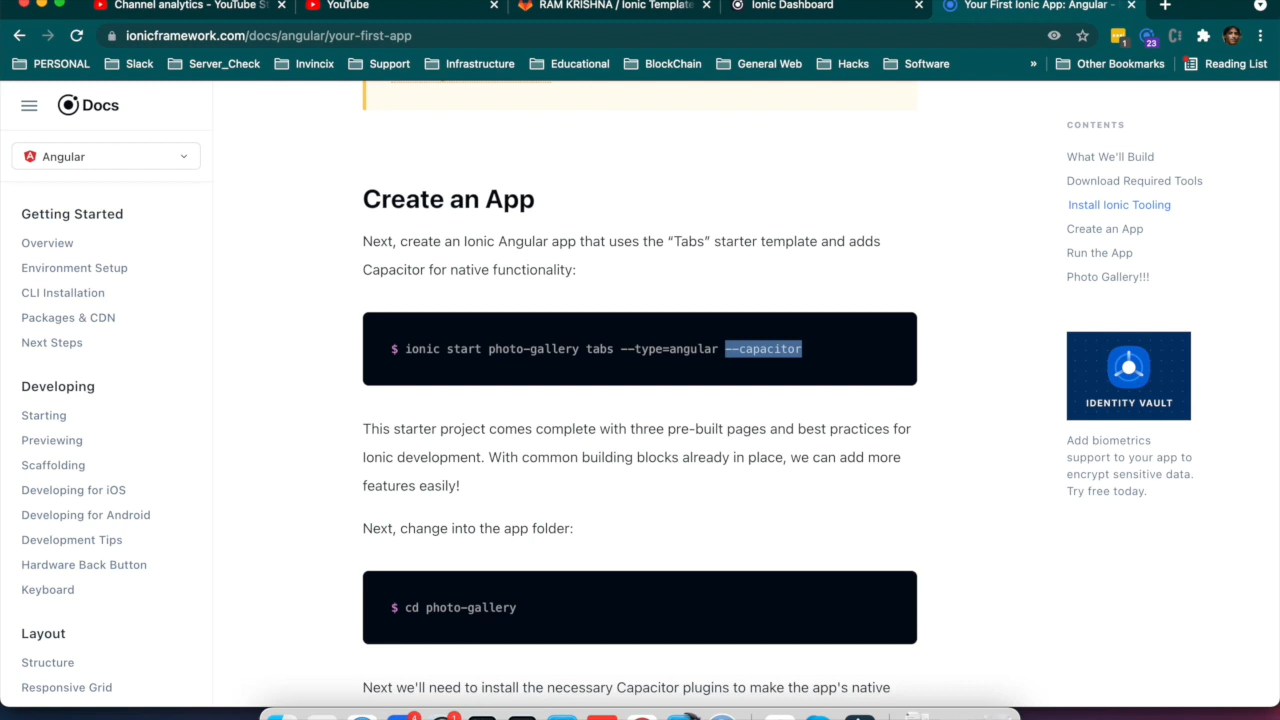 Channel analytics - YouTube St
YouTube
RAM KRISHNA / Ionic Template
Ionic Dashboard
Your First Ionic App: Angular -
ionicframework.com/docs/angular/your-first-app
1
23
PERSONAL
Slack
Server_Check
Invincix
Support
Infrastructure
Educational
BlockChain
General Web
Hacks
Software
»
Other Bookmarks
Reading List
Docs
Angular
Getting Started
Overview
Environment Setup
CLI Installation
Packages & CDN
Next Steps
Developing
Starting
Previewing
Scaffolding
Developing for iOS
Developing for Android
Development Tips
Hardware Back Button
Keyboard
Layout
Structure
Responsive Grid
Create an App
Next, create an Ionic Angular app that uses the “Tabs” starter template and adds
Capacitor for native functionality:
$ ionic start photo-gallery tabs --type=angular --capacitor
This starter project comes complete with three pre-built pages and best practices for
Ionic development. With common building blocks already in place, we can add more
features easily!
Next, change into the app folder:
$ cd photo-gallery
Next we'll need to install the necessary Capacitor plugins to make the app's native
CONTENTS
What We'll Build
Download Required Tools
Install Ionic Tooling
Create an App
Run the App
Photo Gallery!!!
IDENTITY VAULT
Add biometrics
support to your app to
encrypt sensitive data.
Try free today.
4
1